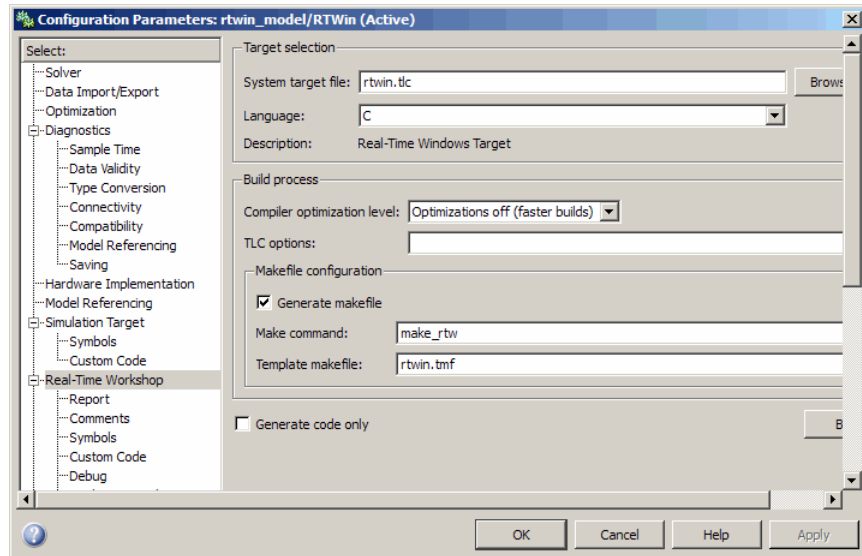 Configuration Parameters: rtwin_model/RTWin (Active)
Select:
Solver
Data Import/Export
Optimization
Diagnostics
Sample Time
Data Validity
Type Conversion
Connectivity
Compatibility
Model Referencing
Saving
Hardware Implementation
Model Referencing
Simulation Target
Symbols
Custom Code
Real-Time Workshop
Report
Comments
Symbols
Custom Code
Debug
Target selection
System target file: rtwin.tlc Brows
Language: C
Description: Real-Time Windows Target
Build process
Compiler optimization level: Optimizations off (faster builds)
TLC options:
Makefile configuration
Generate makefile
Make command: make_rtw
Template makefile: rtwin.tmf
Generate code only B
OK Cancel Help Apply